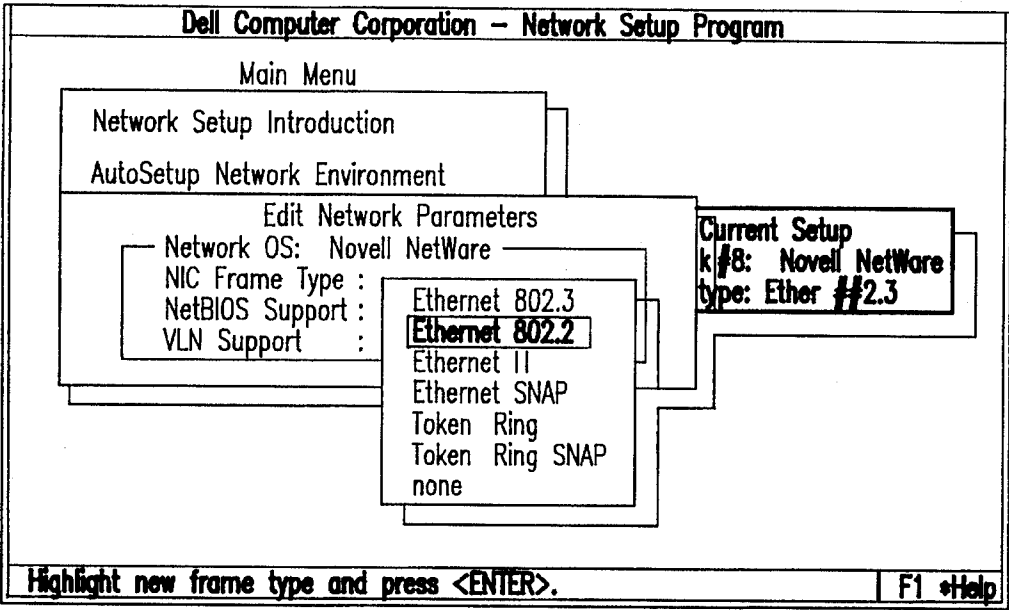 Dell Computer Corporation – Network Setup Program
Main Menu
Network Setup Introduction
AutoSetup Network Environment
Edit Network Parameters
Network OS: Novell NetWare
NIC Frame Type :
NetBIOS Support :
VLN Support :
Ethernet 802.3
Ethernet 802.2
Ethernet II
Ethernet SNAP
Token Ring
Token Ring SNAP
none
Current Setup
k #8: Novell NetWare
type: Ether ##2.3
Highlight new frame type and press <ENTER>.
F1 *Help